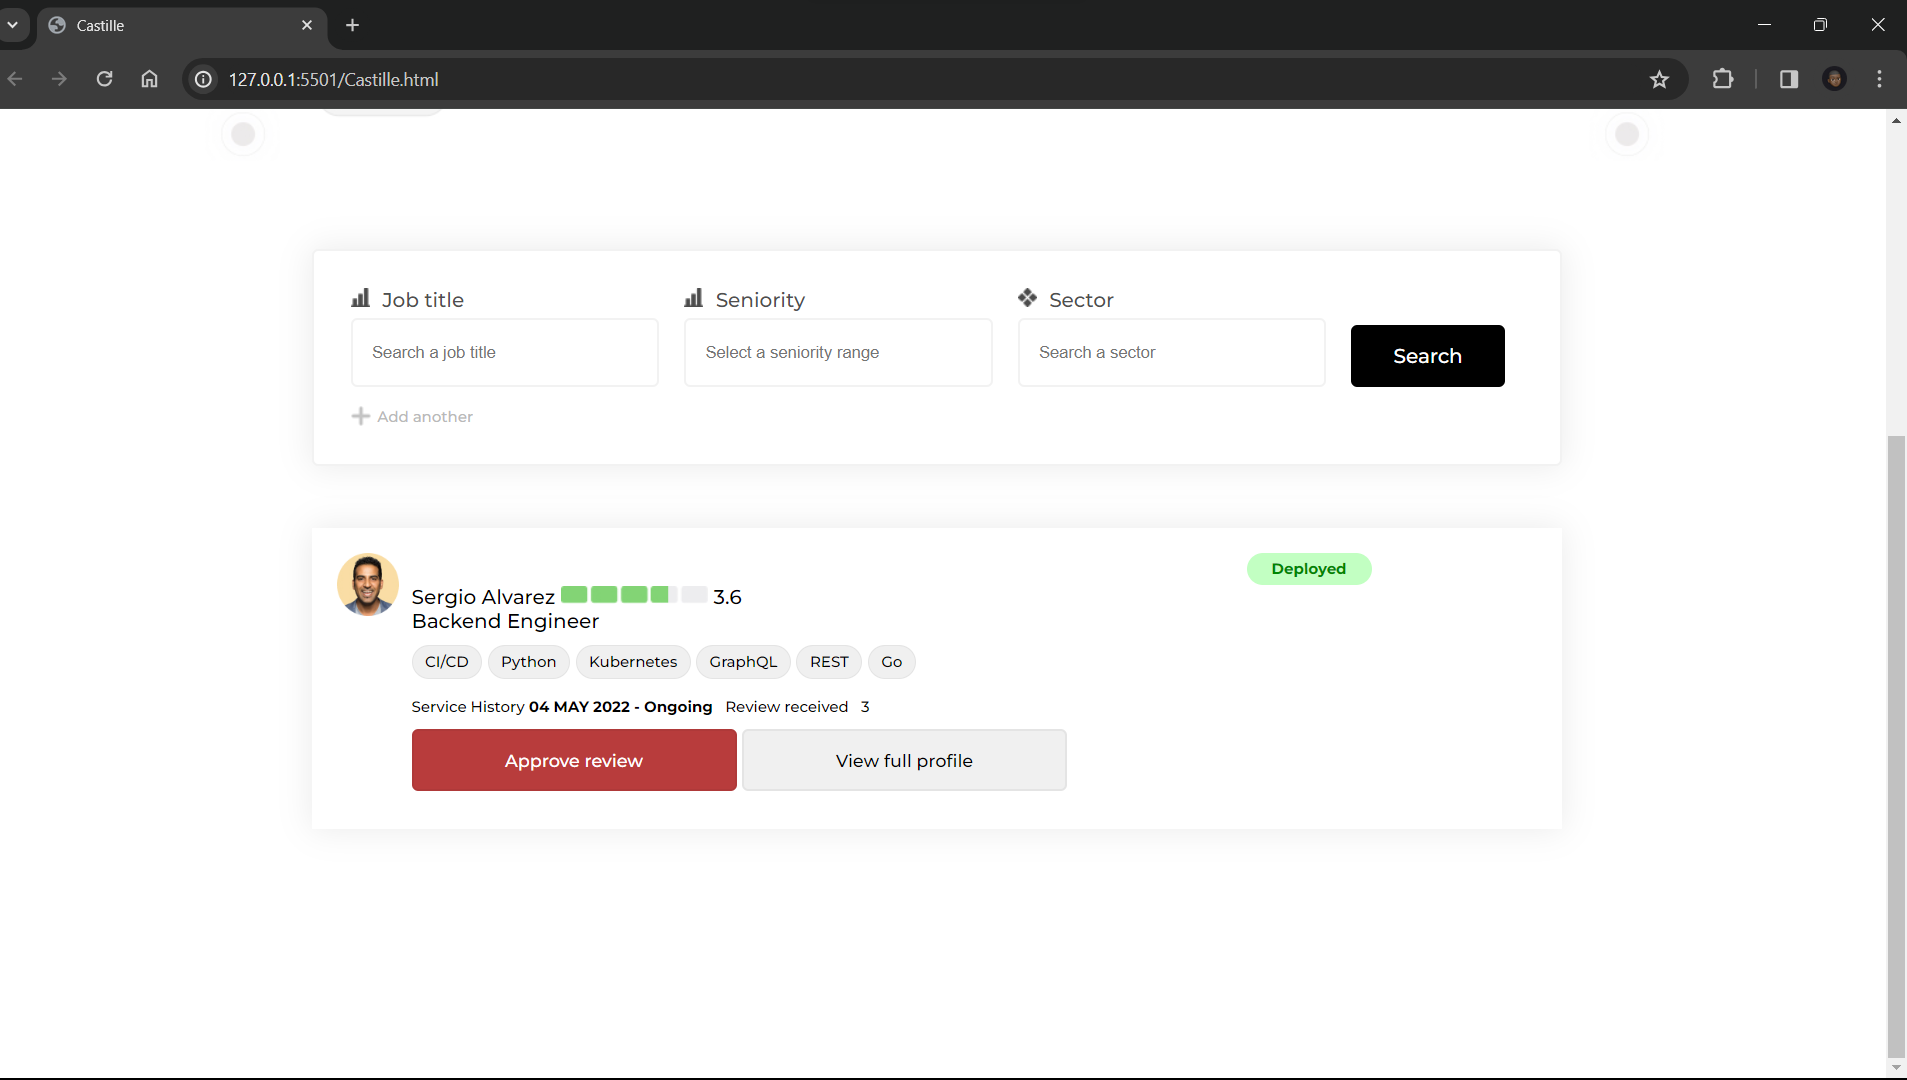 Castille
127.0.0.1:5501/Castille.html
Job title
Seniority
Sector
Search a job title
Select a seniority range
Search a sector
Search
Add another
Deployed
Sergio Alvarez 3.6
Backend Engineer
CI/CD Python Kubernetes GraphQL REST Go
Service History 04 MAY 2022 - Ongoing Review received 3
Approve review
View full profile